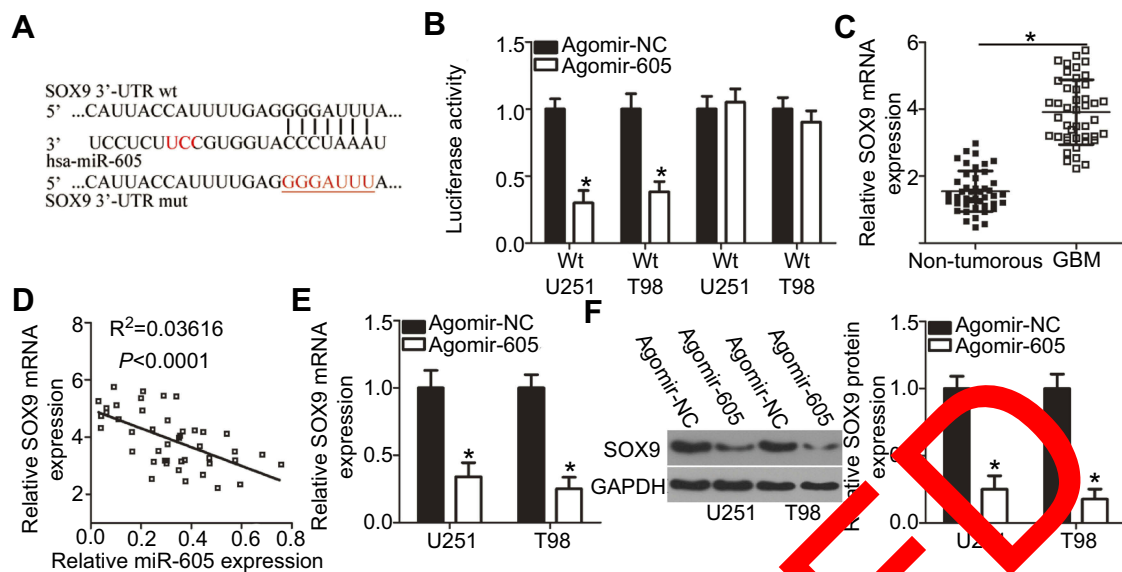 A
SOX9 3'-UTR wt
5' ...CAUUACCAUUUUGAGGGGAUUUA...
3' UCCUCUUCCGUGGUACCCUAAAU
hsa-miR-605
5' ...CAUUACCAUUUUGAGGGGAUUUA...
SOX9 3'-UTR mut
B
Luciferase activity
1.5
1.0
0.5
0.0
Agomir-NC
Agomir-605
* *
Wt Wt Wt Wt
U251 T98 U251 T98
C
Relative SOX9 mRNA
expression
6
4
2
*
Non-tumorous GBM
D
Relative SOX9 mRNA
expression
8
6
4
2
R²=0.03616
P<0.0001
0.0 0.2 0.4 0.6 0.8
Relative miR-605 expression
E
Relative SOX9 mRNA
expression
1.5
1.0
0.5
0.0
Agomir-NC
Agomir-605
* *
U251 T98
F
Agomir-NC
Agomir-605
Agomir-NC
Agomir-605
SOX9
GAPDH
U251 T98
Relative SOX9 protein
expression
1.5
1.0
0.0
Agomir-NC
Agomir-605
* *
U251 T98